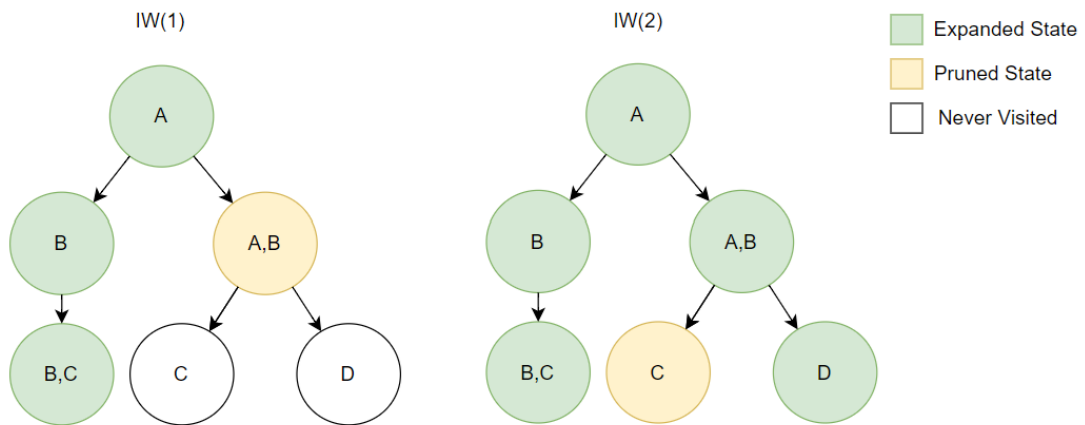 IW(1)
A
B
A,B
B,C
C
D
IW(2)
A
B
A,B
B,C
C
D
Expanded State
Pruned State
Never Visited